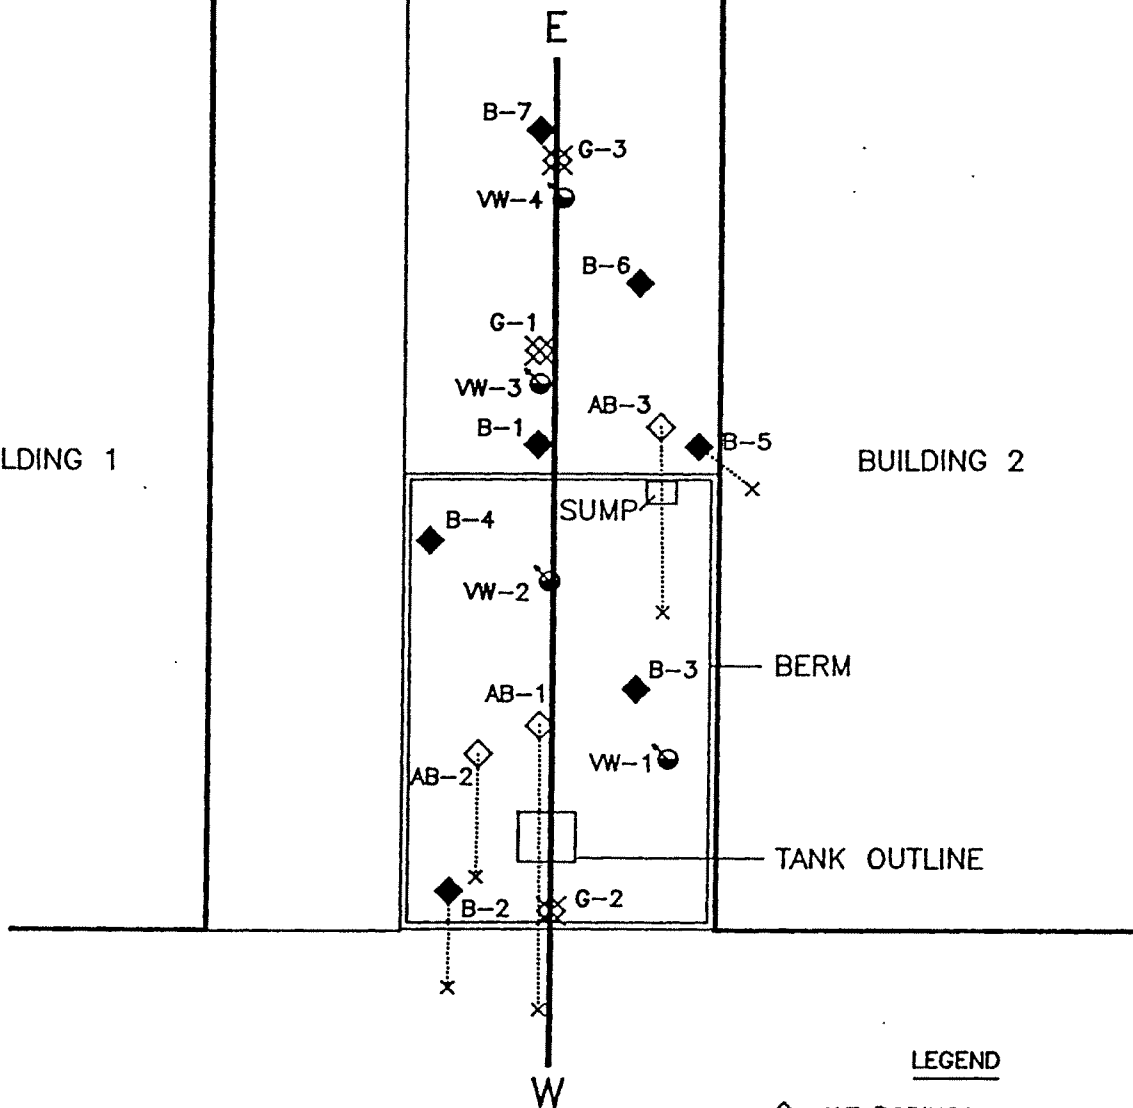 E
B-7
G-3
VW-4
B-6
G-1
VW-3
AB-3
B-1
B-5
LDING 1
BUILDING 2
SUMP
B-4
VW-2
B-3
BERM
AB-1
VW-1
AB-2
TANK OUTLINE
G-2
B-2
LEGEND
W